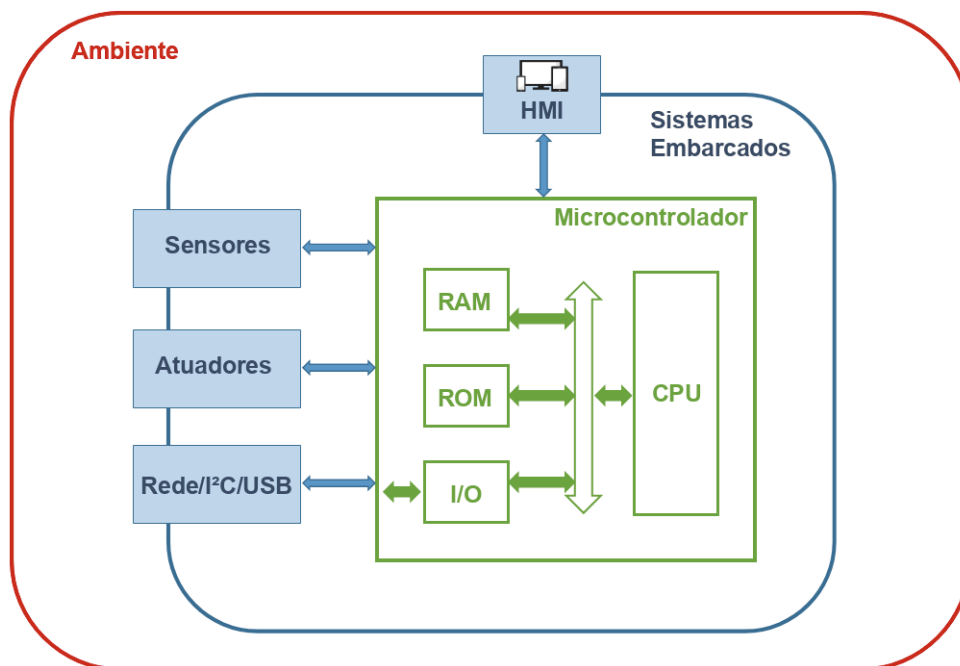 Ambiente
HMI
Sistemas
Embarcados
Microcontrolador
Sensores
RAM
Atuadores
ROM
CPU
Rede/I²C/USB
I/O